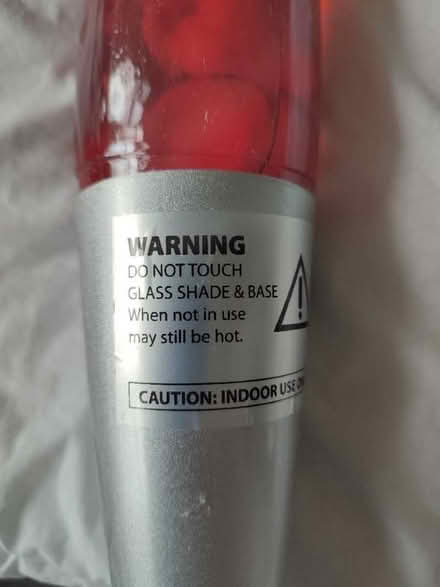 WARNING
DO NOT TOUCH
GLASS SHADE & BASE
When not in use
may still be hot.
CAUTION: INDOOR USE